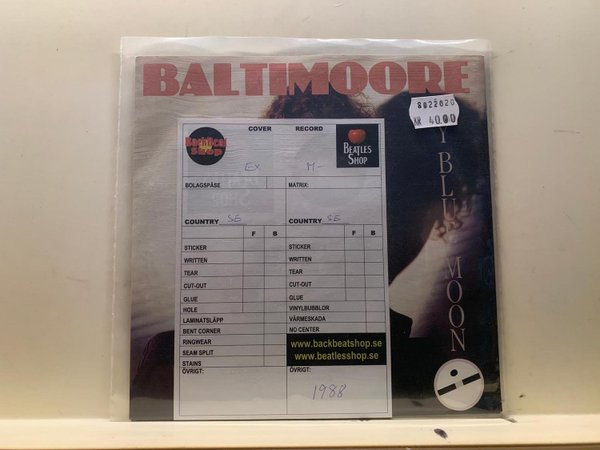 BALTIMOORE
8022620
KR 40.00
Y BLU MOON
COVER RECORD
BackBeat Shop
BEATLES SHOP
EX M-
BOLAGSPÅSE MATRIX:
COUNTRY SE COUNTRY SE
F B F B
STICKER STICKER
WRITTEN WRITTEN
TEAR TEAR
CUT-OUT CUT-OUT
GLUE GLUE
HOLE VINYLBUBBLOR
LAMINATSLÄPP VÄRMESKADA
BENT CORNER NO CENTER
RINGWEAR
SEAM SPLIT
STAINS
www.backbeatshop.se
www.beatlesshop.se
ÖVRIGT: ÖVRIGT:
1988